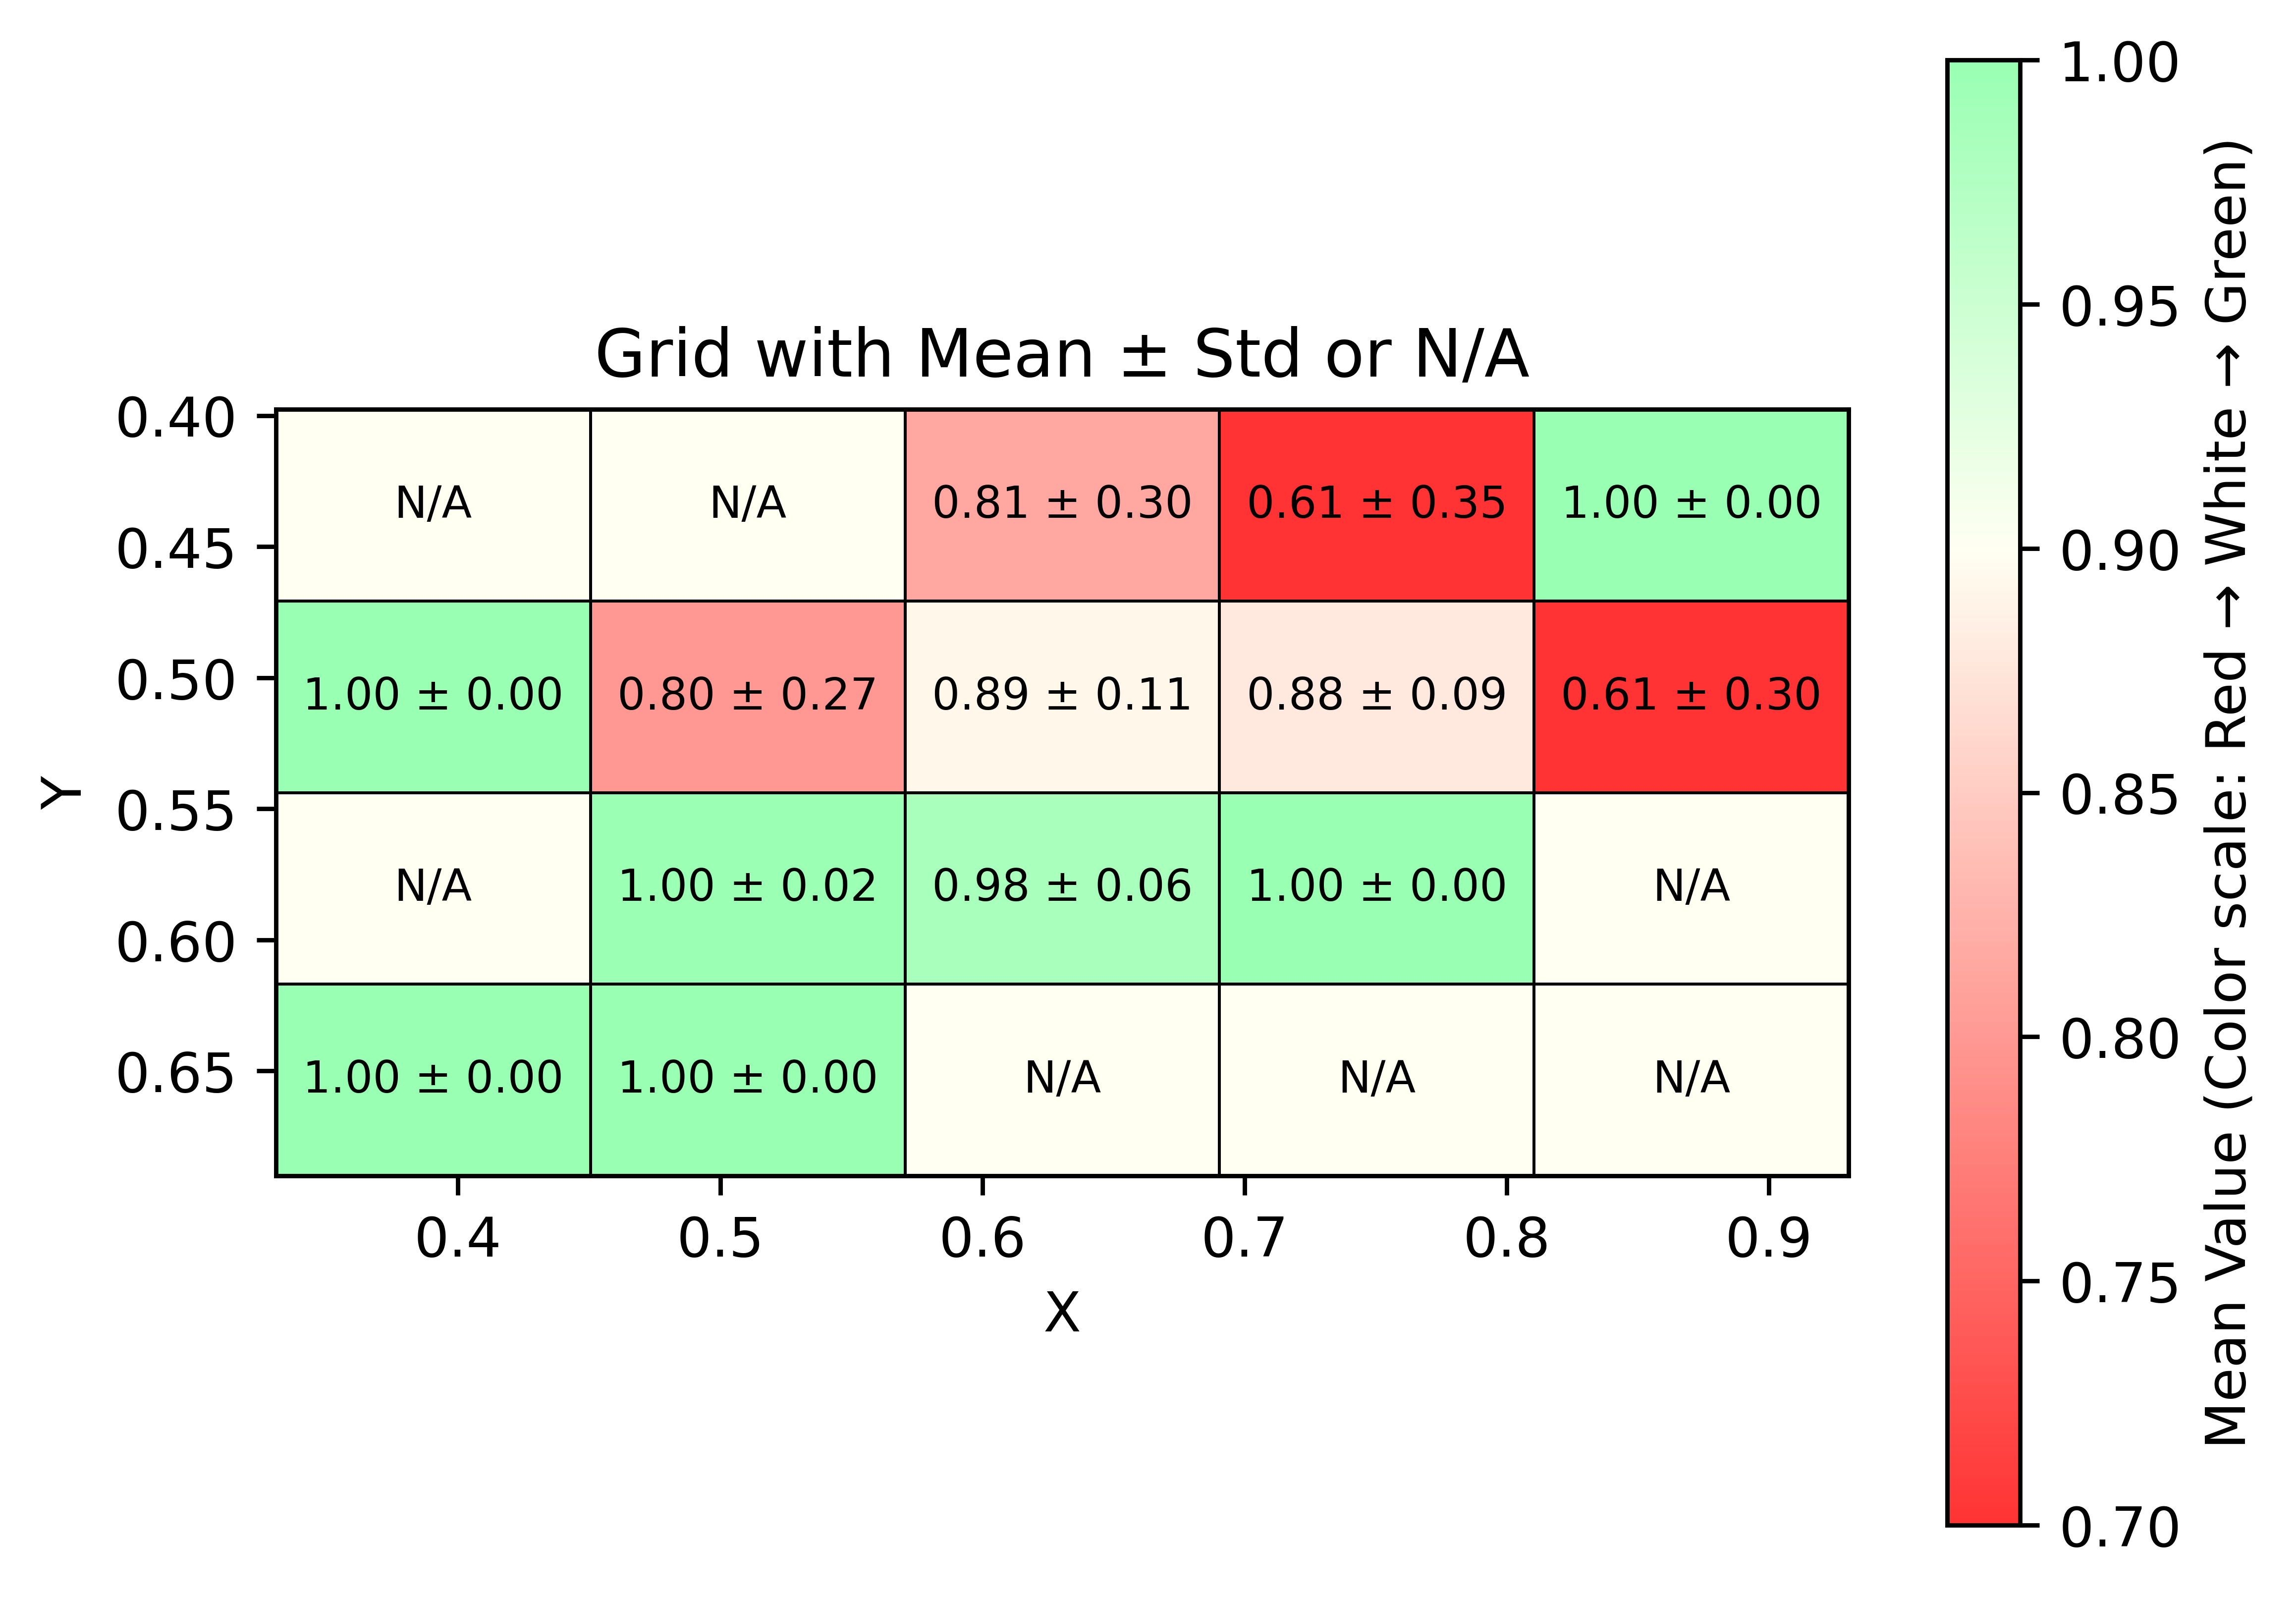 Grid with Mean ± Std or N/A
0.40
0.45
0.50
0.55
0.60
0.65
Y
N/A N/A 0.81 ± 0.30 0.61 ± 0.35 1.00 ± 0.00
1.00 ± 0.00 0.80 ± 0.27 0.89 ± 0.11 0.88 ± 0.09 0.61 ± 0.30
N/A 1.00 ± 0.02 0.98 ± 0.06 1.00 ± 0.00 N/A
1.00 ± 0.00 1.00 ± 0.00 N/A N/A N/A
0.4 0.5 0.6 0.7 0.8 0.9
X
1.00
0.95
0.90
0.85
0.80
0.75
0.70
Mean Value (Color scale: Red → White → Green)